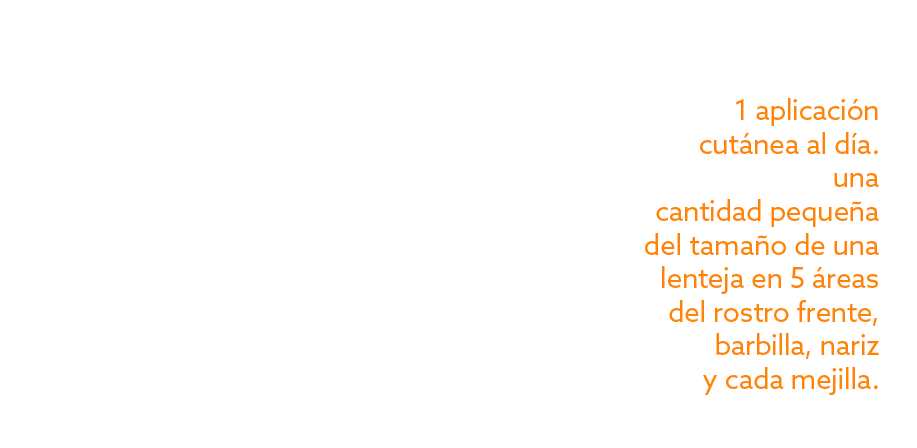 1 aplicación
cutánea al día.
una
cantidad pequeña
del tamaño de una
lenteja en 5 áreas
del rostro frente,
barbilla, nariz
y cada mejilla.